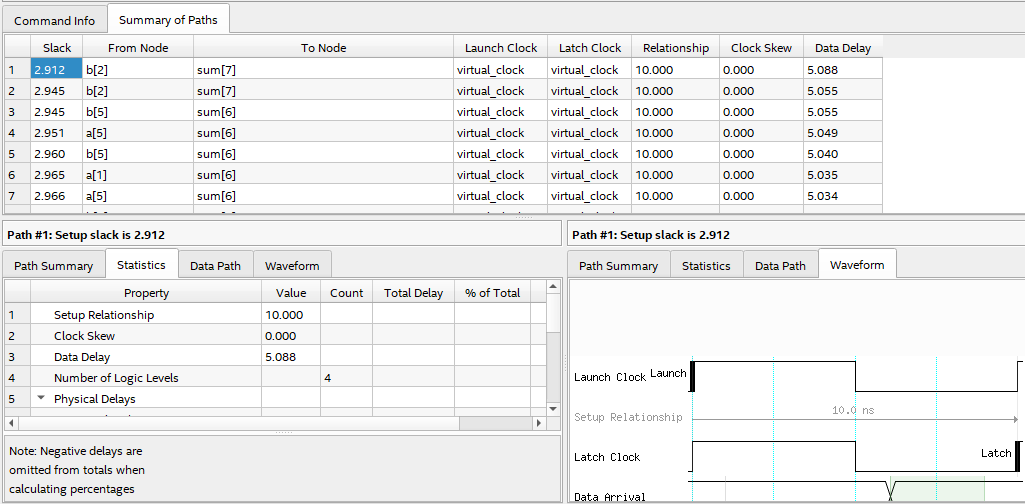 Command Info Summary of Paths
Slack From Node To Node Launch Clock Latch Clock Relationship Clock Skew Data Delay
1 2.912 b[2] sum[7] virtual_clock virtual_clock 10.000 0.000 5.088
2 2.945 b[2] sum[7] virtual_clock virtual_clock 10.000 0.000 5.055
3 2.945 b[5] sum[6] virtual_clock virtual_clock 10.000 0.000 5.055
4 2.951 a[5] sum[6] virtual_clock virtual_clock 10.000 0.000 5.049
5 2.960 b[5] sum[6] virtual_clock virtual_clock 10.000 0.000 5.040
6 2.965 a[1] sum[6] virtual_clock virtual_clock 10.000 0.000 5.035
7 2.966 a[5] sum[6] virtual_clock virtual_clock 10.000 0.000 5.034
Path #1: Setup slack is 2.912
Path Summary Statistics Data Path Waveform
Property Value Count Total Delay % of Total
1 Setup Relationship 10.000
2 Clock Skew 0.000
3 Data Delay 5.088
4 Number of Logic Levels 4
5 Physical Delays
Note: Negative delays are
omitted from totals when
calculating percentages
Path #1: Setup slack is 2.912
Path Summary Statistics Data Path Waveform
Launch Clock Launch
Setup Relationship 10.0 ns
Latch Clock Latch
Data Arrival